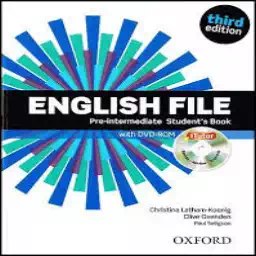 third
edition
ENGLISH FILE
Pre-intermediate Student's Book
with DVD-ROM
iTutor
Christina Latham-Koenig
Clive Oxenden
Paul Seligson
OXFORD